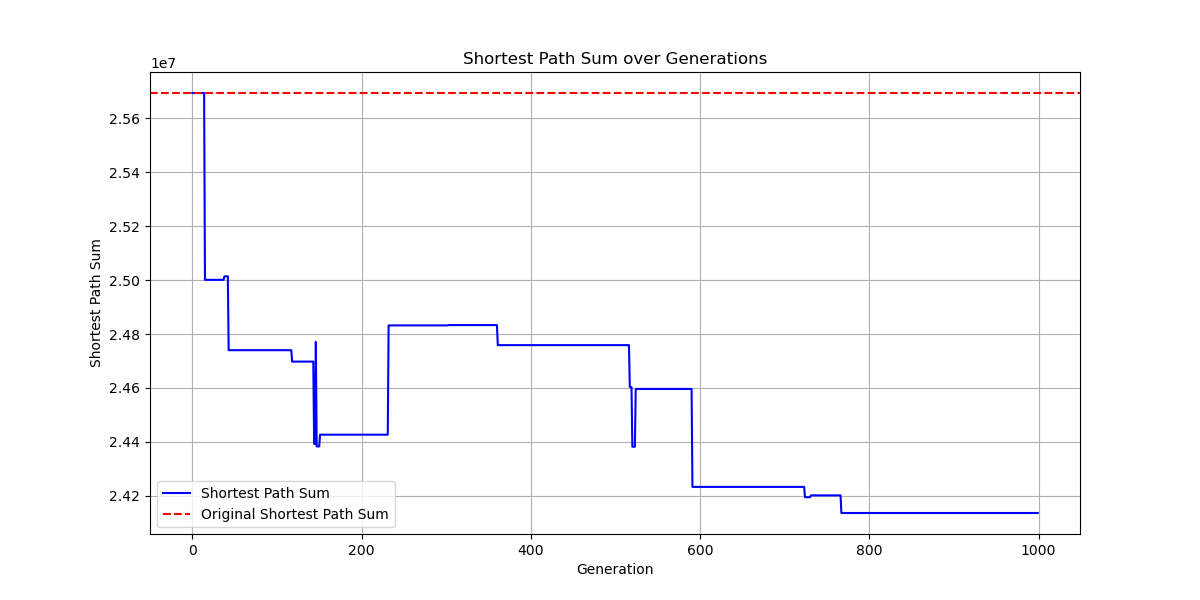 Shortest Path Sum over Generations
1e7
2.56
2.54
2.52
2.50
2.48
2.46
2.44
2.42
Shortest Path Sum
Shortest Path Sum
Original Shortest Path Sum
0 200 400 600 800 1000
Generation